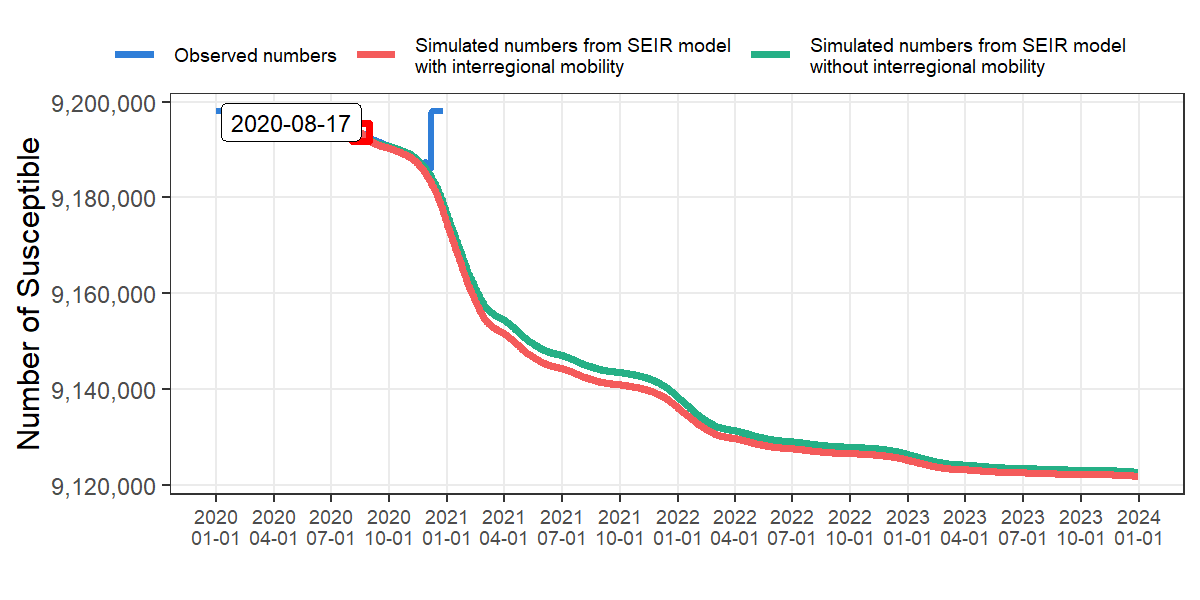 Observed numbers
Simulated numbers from SEIR model
with interregional mobility
Simulated numbers from SEIR model
without interregional mobility
Number of Susceptible
9,200,000
9,180,000
9,160,000
9,140,000
9,120,000
2020-08-17
2020 2020 2020 2020 2021 2021 2021 2021 2022 2022 2022 2022 2023 2023 2023 2023 2024
01-01 04-01 07-01 10-01 01-01 04-01 07-01 10-01 01-01 04-01 07-01 10-01 01-01 04-01 07-01 10-01 01-01